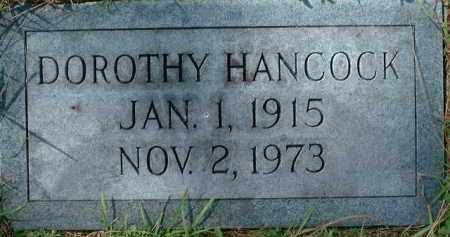 DOROTHY HANCOCK
JAN. 1, 1915
NOV. 2, 1973